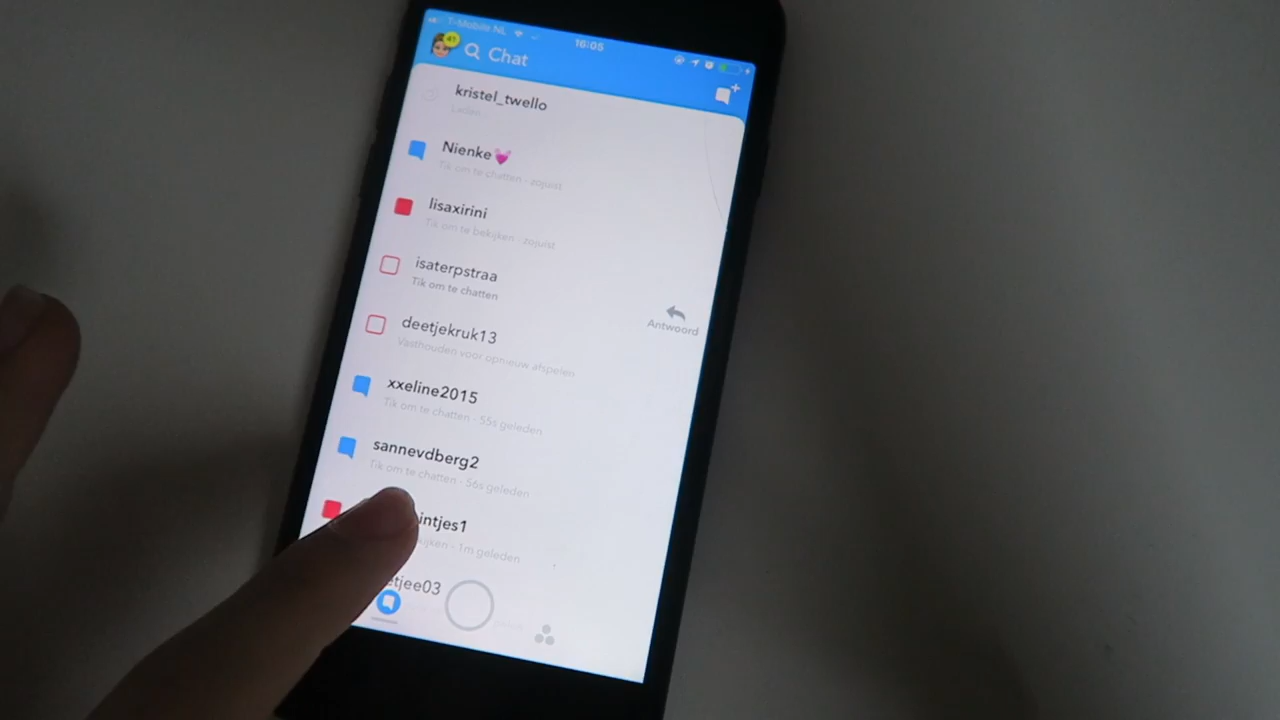 T-Mobile NL
16:05
41
Chat
kristel_twello
Laden
Nienke💓
Tik om te chatten - zojuist
lisaxirini
Tik om te bekijken - zojuist
isaterpstraa
Tik om te chatten
Antwoord
deetjekruk13
Vasthouden voor opnieuw afspelen
xxeline2015
Tik om te chatten - 55s geleden
sannevdberg2
Tik om te chatten - 56s geleden
intjes1
- 1m geleden
etjee03